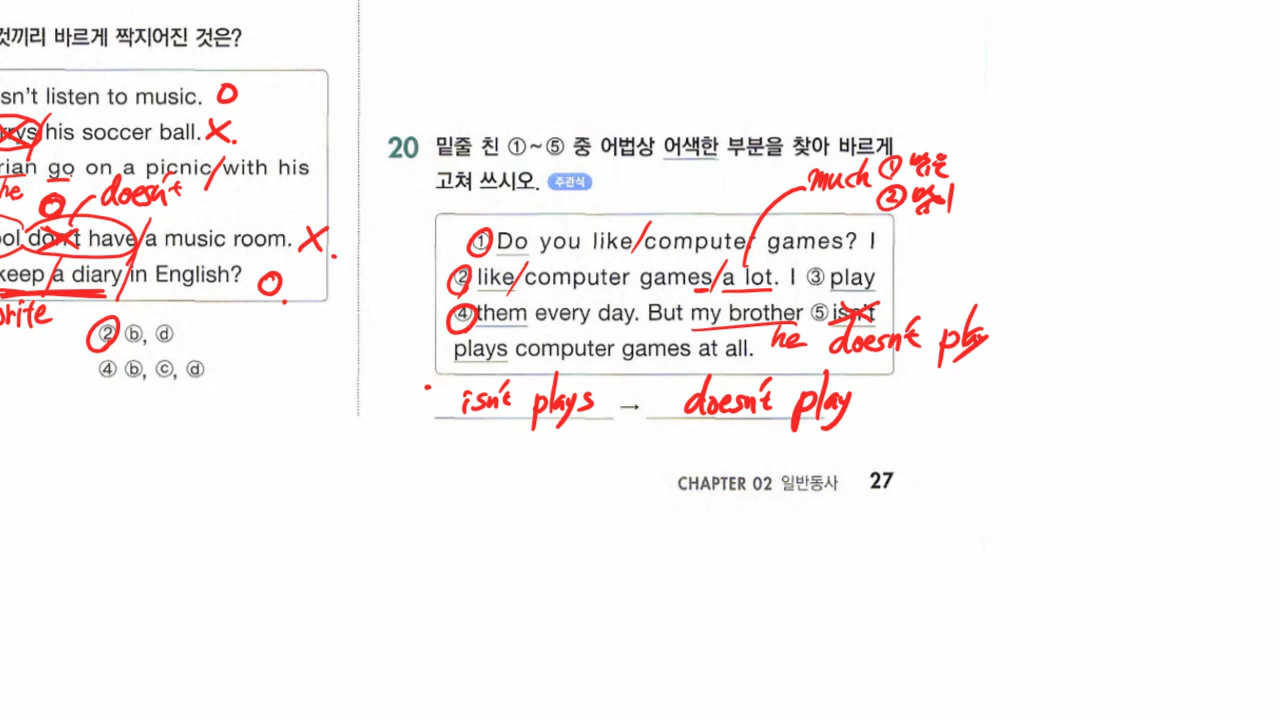 것끼리 바르게 짝지어진 것은?
sn't listen to music. O
rrys his soccer ball. X.
rian go on a picnic with his
he doesn't
O
ool don't have a music room. X.
keep a diary in English? O.
write
② ⓑ, ⓓ
④ ⓑ, ⓒ, ⓓ
20 밑줄 친 ①~⑤ 중 어법상 어색한 부분을 찾아 바르게
고쳐 쓰시오. 주관식
much ① 많은
② 많이
① Do you like computer games? I
② like computer games a lot. I ③ play
④ them every day. But my brother ⑤ isn't
he doesn't play
plays computer games at all.
isn't plays → doesn't play
CHAPTER 02 일반동사 27